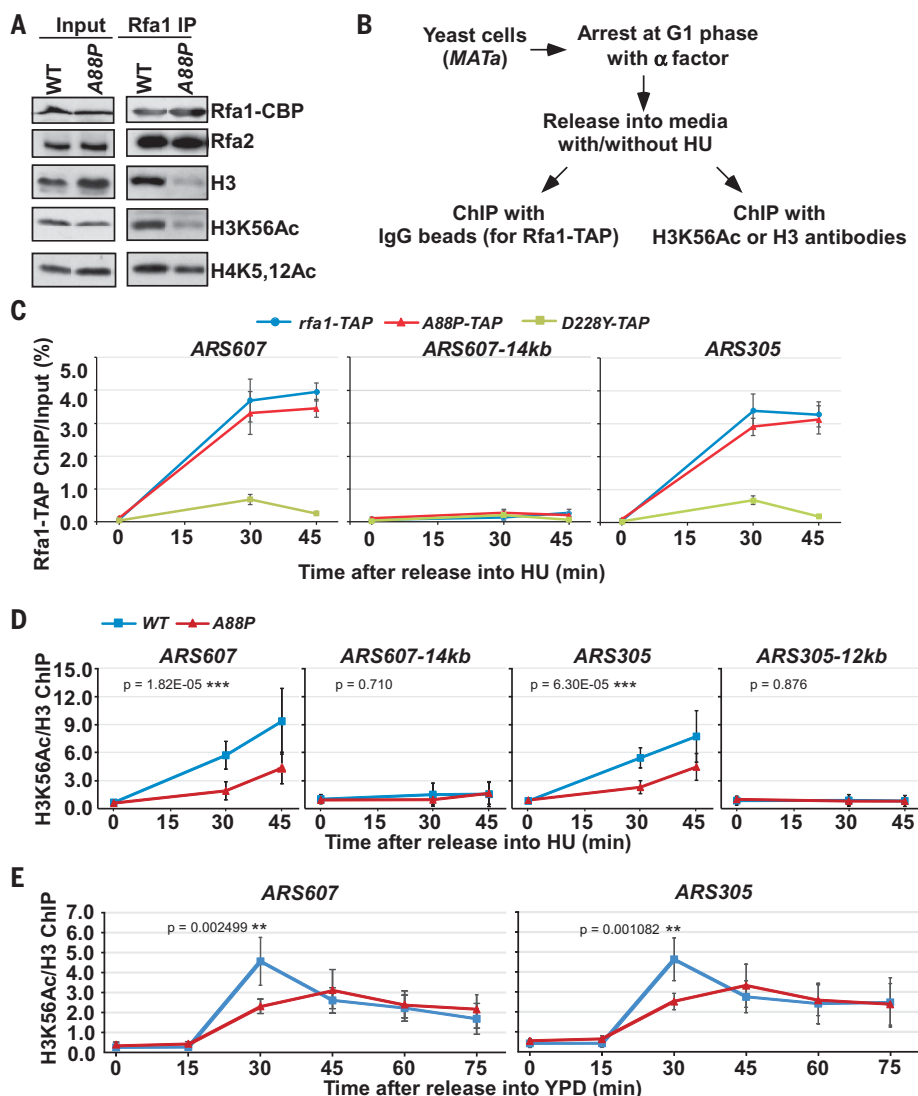 A
Input Rfa1 IP
WT A88P WT A88P
Rfa1-CBP
Rfa2
H3
H3K56Ac
H4K5,12Ac
B
Yeast cells
(MATa)
Arrest at G1 phase
with α factor
Release into media
with/without HU
ChIP with
IgG beads (for Rfa1-TAP)
ChIP with
H3K56Ac or H3 antibodies
C
rfa1-TAP A88P-TAP D228Y-TAP
ARS607 ARS607-14kb ARS305
Rfa1-TAP ChIP/Input (%)
5.0
4.0
3.0
2.0
1.0
0.0
0 15 30 45 0 15 30 45 0 15 30 45
Time after release into HU (min)
D
WT A88P
ARS607 ARS607-14kb ARS305 ARS305-12kb
H3K56Ac/H3 ChIP
15.0
12.0
9.0
6.0
3.0
0.0
p = 1.82E-05 *** p = 0.710 p = 6.30E-05 *** p = 0.876
0 15 30 45 0 15 30 45 0 15 30 45 0 15 30 45
Time after release into HU (min)
E
ARS607 ARS305
H3K56Ac/H3 ChIP
7.0
6.0
5.0
4.0
3.0
2.0
1.0
0.0
p = 0.002499 ** p = 0.001082 **
0 15 30 45 60 75 0 15 30 45 60 75
Time after release into YPD (min)